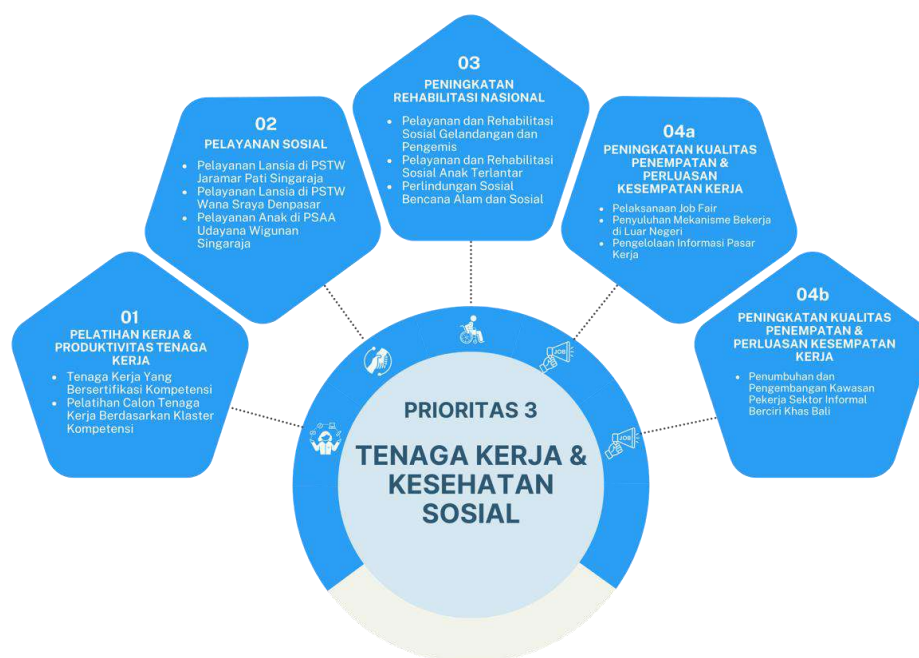 01
PELATIHAN KERJA &
PRODUKTIVITAS TENAGA
KERJA
• Tenaga Kerja Yang
Bersertifikasi Kompetensi
• Pelatihan Calon Tenaga
Kerja Berdasarkan Klaster
Kompetensi
02
PELAYANAN SOSIAL
• Pelayanan Lansia di PSTW
Jaramar Pati Singaraja
• Pelayanan Lansia di PSTW
Wana Sraya Denpasar
• Pelayanan Anak di PSAA
Udayana Wigunan
Singaraja
03
PENINGKATAN
REHABILITASI NASIONAL
• Pelayanan dan Rehabilitasi
Sosial Gelandangan dan
Pengemis
• Pelayanan dan Rehabilitasi
Sosial Anak Terlantar
• Perlindungan Sosial
Bencana Alam dan Sosial
04a
PENINGKATAN KUALITAS
PENEMPATAN &
PERLUASAN
KESEMPATAN KERJA
• Pelaksanaan Job Fair
• Penyuluhan Mekanisme Bekerja
di Luar Negeri
• Pengelolaan Informasi Pasar
Kerja
04b
PENINGKATAN KUALITAS
PENEMPATAN &
PERLUASAN KESEMPATAN
KERJA
• Penumbuhan dan
Pengembangan Kawasan
Pekerja Sektor Informal
Berciri Khas Bali
JOB
JOB
PRIORITAS 3
TENAGA KERJA &
KESEHATAN
SOSIAL